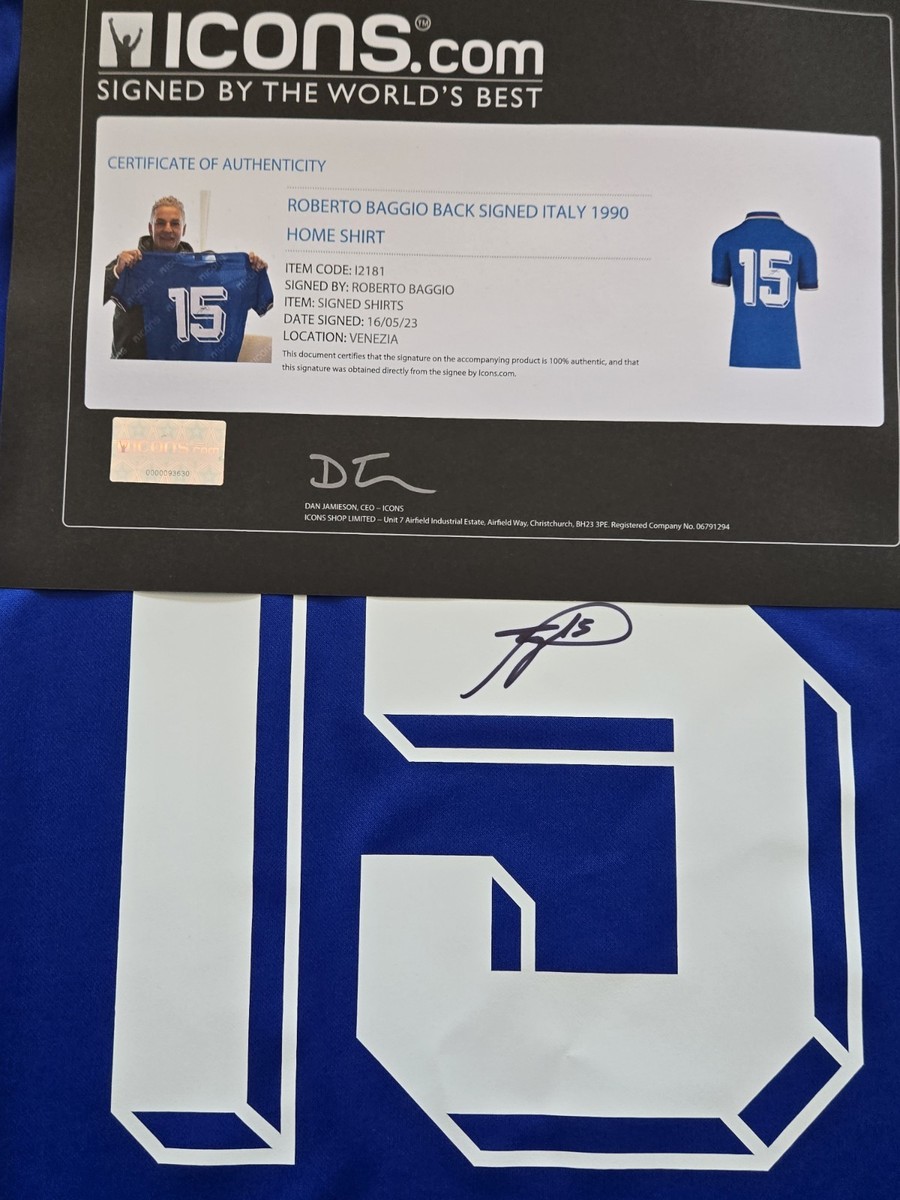 ICONS.com™
SIGNED BY THE WORLD'S BEST
CERTIFICATE OF AUTHENTICITY
ROBERTO BAGGIO BACK SIGNED ITALY 1990
HOME SHIRT
ITEM CODE: I2181
SIGNED BY: ROBERTO BAGGIO
ITEM: SIGNED SHIRTS
DATE SIGNED: 16/05/23
LOCATION: VENEZIA
This document certifies that the signature on the accompanying product is 100% authentic, and that
this signature was obtained directly from the signee by Icons.com.
15
15
ICONS.com
0000093630
DAN JAMIESON, CEO – ICONS
ICONS SHOP LIMITED – Unit 7 Airfield Industrial Estate, Airfield Way, Christchurch, BH23 3PE. Registered Company No. 06791294
15
15